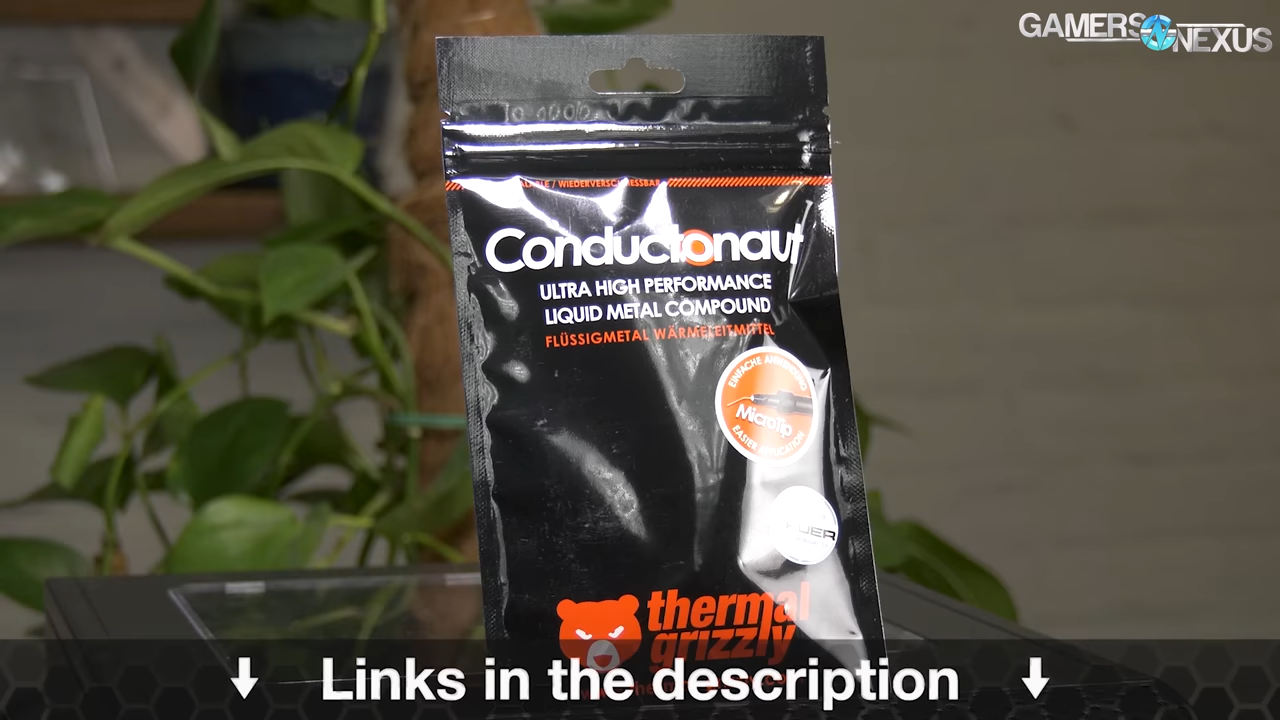 GAMERS NEXUS
/ WIEDERVERSCHLIESSBAR
Conductonaut
ULTRA HIGH PERFORMANCE
LIQUID METAL COMPOUND
FLÜSSIGMETAL WÄRMELEITMITTEL
EINFACHE ANWENDUNG
MicroTip
EASIER APPLICATION
thermal
grizzly
Links in the description